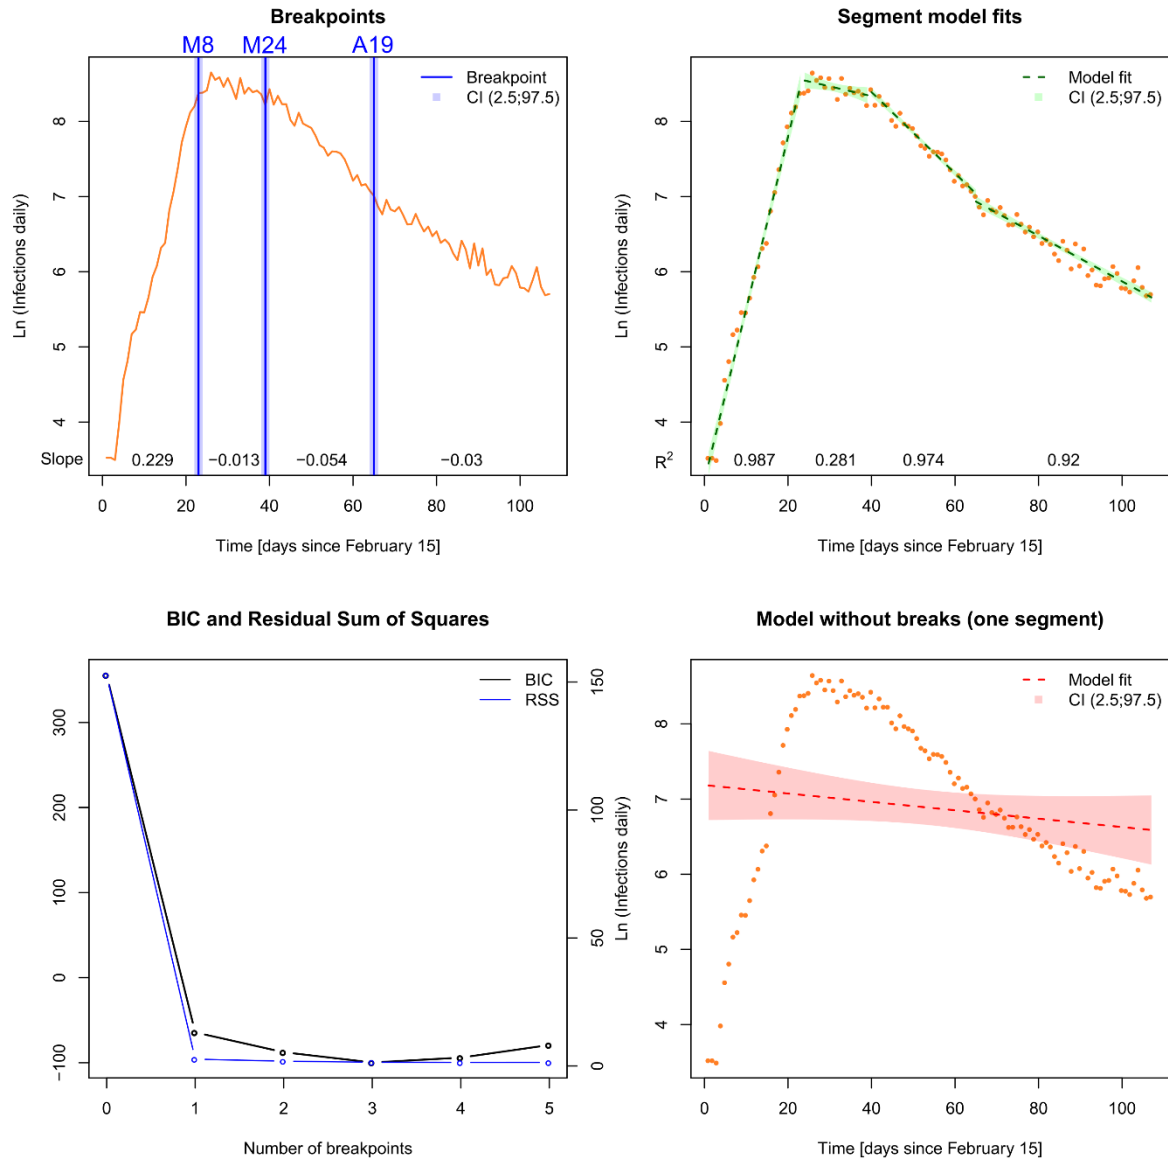 Breakpoints
M8 M24 A19
Breakpoint
CI (2.5;97.5)
Ln (Infections daily)
8
7
6
5
4
Slope 0.229 −0.013 −0.054 −0.03
0 20 40 60 80 100
Time [days since February 15]
Segment model fits
Model fit
CI (2.5;97.5)
Ln (Infections daily)
8
7
6
5
4
R2 0.987 0.281 0.974 0.92
0 20 40 60 80 100
Time [days since February 15]
BIC and Residual Sum of Squares
BIC
RSS
300
200
100
0
−100
150
100
50
0
0 1 2 3 4 5
Number of breakpoints
Model without breaks (one segment)
Model fit
CI (2.5;97.5)
Ln (Infections daily)
8
7
6
5
4
0 20 40 60 80 100
Time [days since February 15]